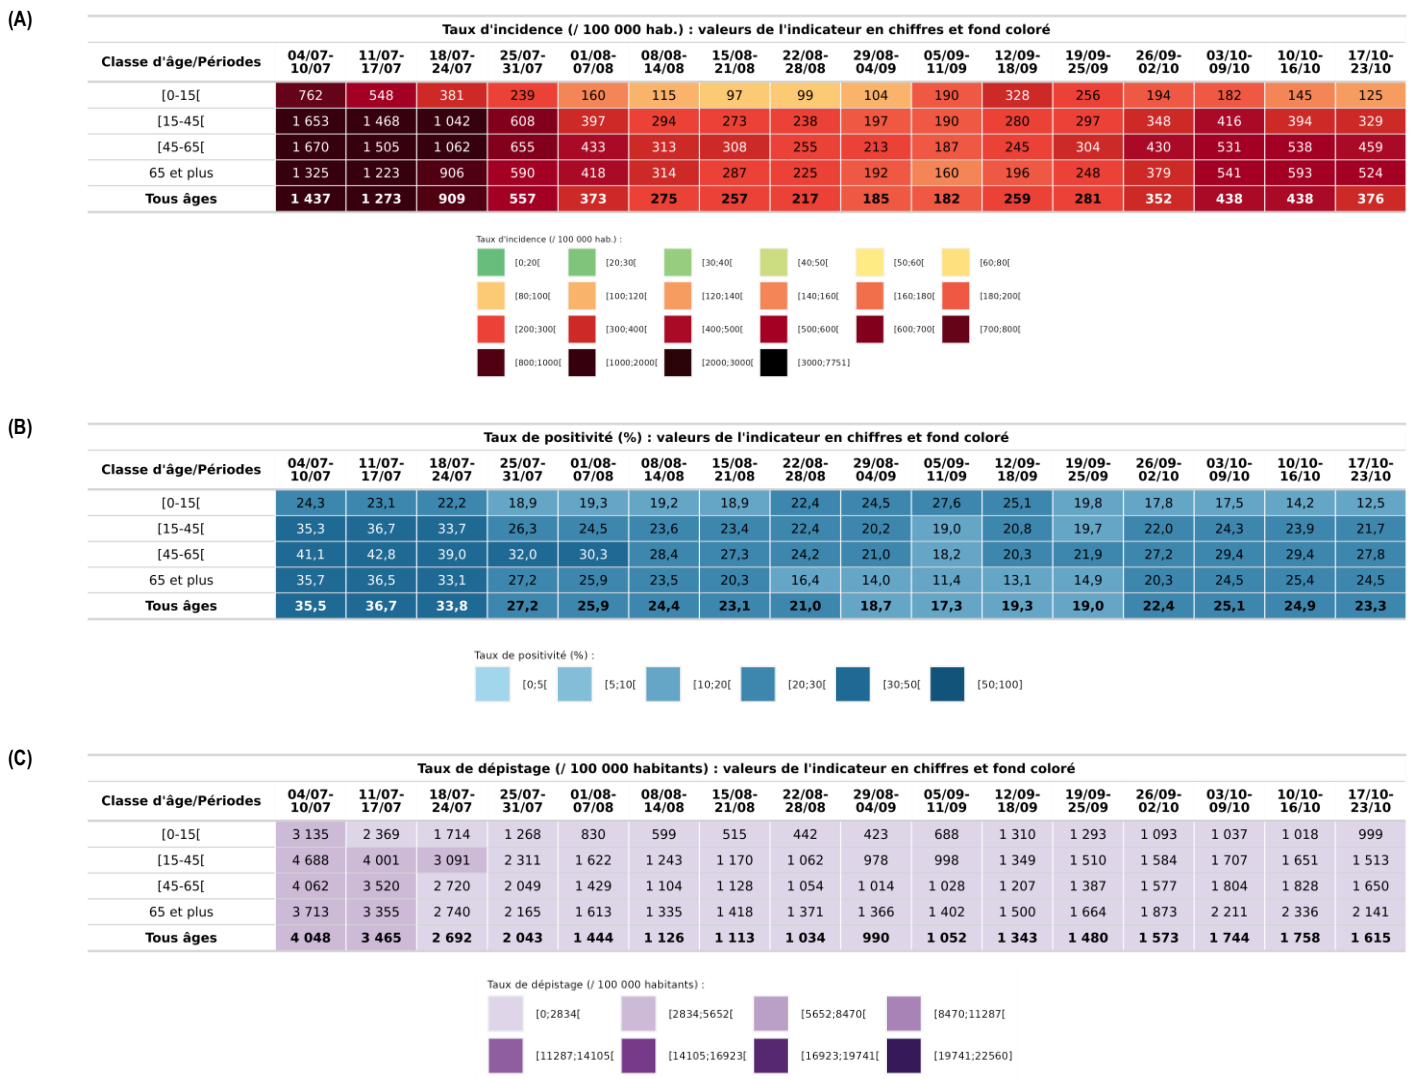 (A)
Taux d'incidence (/ 100 000 hab.) : valeurs de l'indicateur en chiffres et fond coloré
Classe d'âge/Périodes 04/07-10/07 11/07-17/07 18/07-24/07 25/07-31/07 01/08-07/08 08/08-14/08 15/08-21/08 22/08-28/08 29/08-04/09 05/09-11/09 12/09-18/09 19/09-25/09 26/09-02/10 03/10-09/10 10/10-16/10 17/10-23/10
[0-15[ 762 548 381 239 160 115 97 99 104 190 328 256 194 182 145 125
[15-45[ 1 653 1 468 1 042 608 397 294 273 238 197 190 280 297 348 416 394 329
[45-65[ 1 670 1 505 1 062 655 433 313 308 255 213 187 245 304 430 531 538 459
65 et plus 1 325 1 223 906 590 418 314 287 225 192 160 196 248 379 541 593 524
Tous âges 1 437 1 273 909 557 373 275 257 217 185 182 259 281 352 438 438 376
Taux d'incidence (/ 100 000 hab.) :
[0;20[ [20;30[ [30;40[ [40;50[ [50;60[ [60;80[
[80;100[ [100;120[ [120;140[ [140;160[ [160;180[ [180;200[
[200;300[ [300;400[ [400;500[ [500;600[ [600;700[ [700;800[
[800;1000[ [1000;2000[ [2000;3000[ [3000;7751]
(B)
Taux de positivité (%) : valeurs de l'indicateur en chiffres et fond coloré
Classe d'âge/Périodes 04/07-10/07 11/07-17/07 18/07-24/07 25/07-31/07 01/08-07/08 08/08-14/08 15/08-21/08 22/08-28/08 29/08-04/09 05/09-11/09 12/09-18/09 19/09-25/09 26/09-02/10 03/10-09/10 10/10-16/10 17/10-23/10
[0-15[ 24,3 23,1 22,2 18,9 19,3 19,2 18,9 22,4 24,5 27,6 25,1 19,8 17,8 17,5 14,2 12,5
[15-45[ 35,3 36,7 33,7 26,3 24,5 23,6 23,4 22,4 20,2 19,0 20,8 19,7 22,0 24,3 23,9 21,7
[45-65[ 41,1 42,8 39,0 32,0 30,3 28,4 27,3 24,2 21,0 18,2 20,3 21,9 27,2 29,4 29,4 27,8
65 et plus 35,7 36,5 33,1 27,2 25,9 23,5 20,3 16,4 14,0 11,4 13,1 14,9 20,3 24,5 25,4 24,5
Tous âges 35,5 36,7 33,8 27,2 25,9 24,4 23,1 21,0 18,7 17,3 19,3 19,0 22,4 25,1 24,9 23,3
Taux de positivité (%) :
[0;5[ [5;10[ [10;20[ [20;30[ [30;50[ [50;100]
(C)
Taux de dépistage (/ 100 000 habitants) : valeurs de l'indicateur en chiffres et fond coloré
Classe d'âge/Périodes 04/07-10/07 11/07-17/07 18/07-24/07 25/07-31/07 01/08-07/08 08/08-14/08 15/08-21/08 22/08-28/08 29/08-04/09 05/09-11/09 12/09-18/09 19/09-25/09 26/09-02/10 03/10-09/10 10/10-16/10 17/10-23/10
[0-15[ 3 135 2 369 1 714 1 268 830 599 515 442 423 688 1 310 1 293 1 093 1 037 1 018 999
[15-45[ 4 688 4 001 3 091 2 311 1 622 1 243 1 170 1 062 978 998 1 349 1 510 1 584 1 707 1 651 1 513
[45-65[ 4 062 3 520 2 720 2 049 1 429 1 104 1 128 1 054 1 014 1 028 1 207 1 387 1 577 1 804 1 828 1 650
65 et plus 3 713 3 355 2 740 2 165 1 613 1 335 1 418 1 371 1 366 1 402 1 500 1 664 1 873 2 211 2 336 2 141
Tous âges 4 048 3 465 2 692 2 043 1 444 1 126 1 113 1 034 990 1 052 1 343 1 480 1 573 1 744 1 758 1 615
Taux de dépistage (/ 100 000 habitants) :
[0;2834[ [2834;5652[ [5652;8470[ [8470;11287[
[11287;14105[ [14105;16923[ [16923;19741[ [19741;22560]